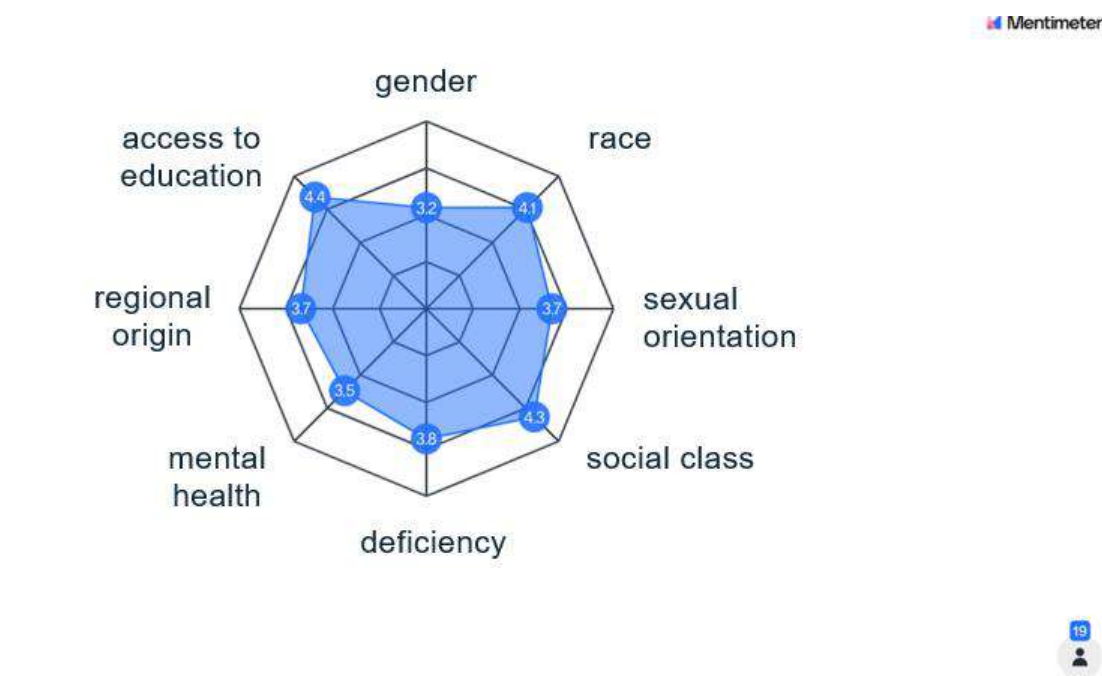 Mentimeter
gender
access to
education
race
4.4
3.2
4.1
regional
origin
3.7
3.7
sexual
orientation
3.5
3.8
4.3
mental
health
social class
deficiency
19